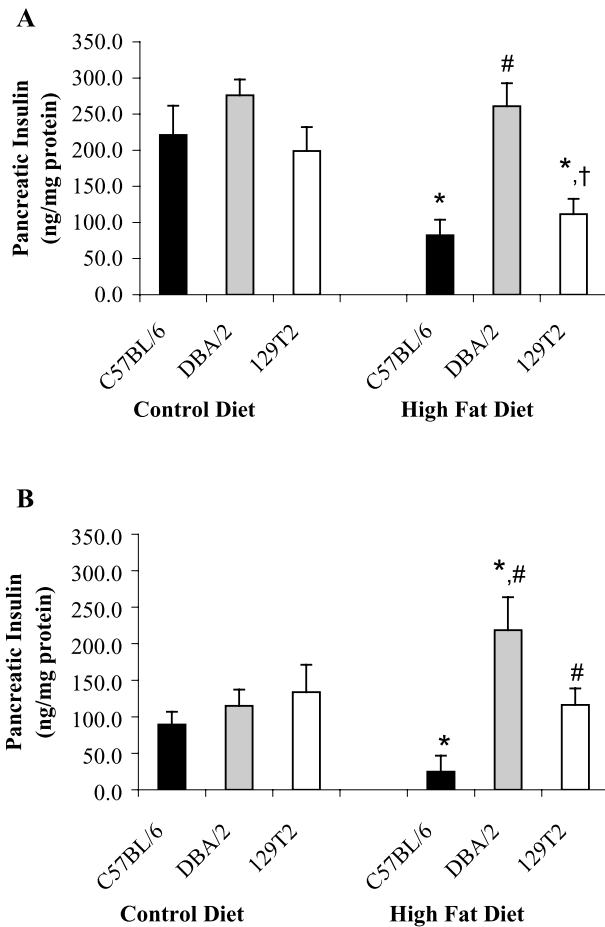 A
Pancreatic Insulin
(ng/mg protein)
350.0
300.0
250.0
200.0
150.0
100.0
50.0
0.0
*
#
*,†
C57BL/6
DBA/2
129T2
C57BL/6
DBA/2
129T2
Control Diet
High Fat Diet
B
Pancreatic Insulin
(ng/mg protein)
350.0
300.0
250.0
200.0
150.0
100.0
50.0
0.0
*
*,#
#
C57BL/6
DBA/2
129T2
C57BL/6
DBA/2
129T2
Control Diet
High Fat Diet